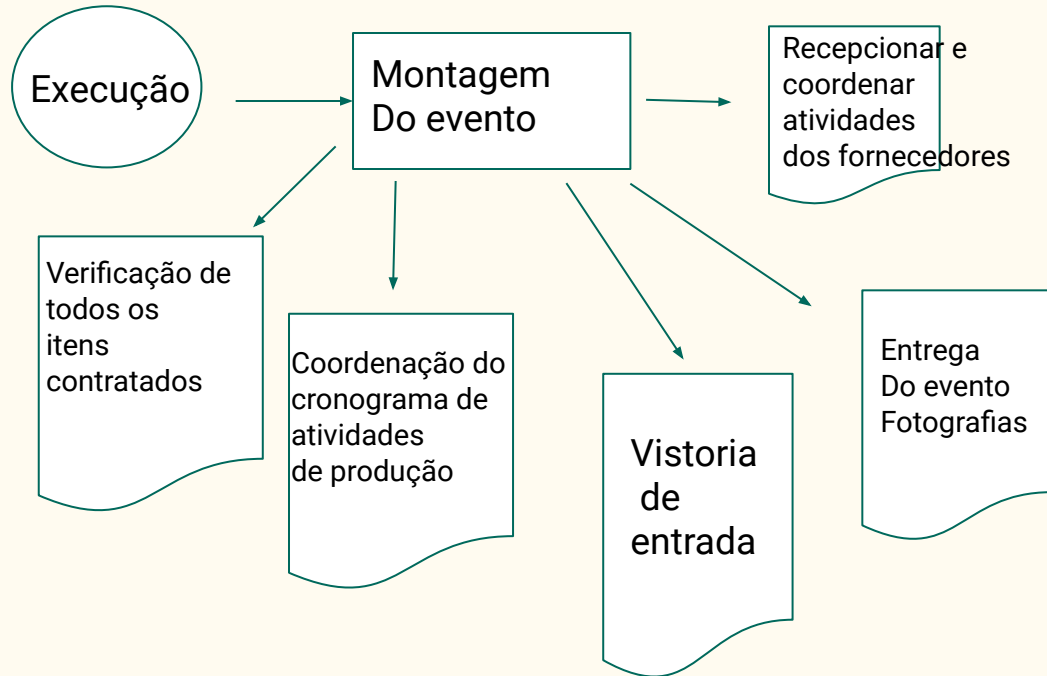 Execução
Montagem
Do evento
Recepcionar e
coordenar
atividades
dos fornecedores
Verificação de
todos os
itens
contratados
Coordenação do
cronograma de
atividades
de produção
Vistoria
de
entrada
Entrega
Do evento
Fotografias